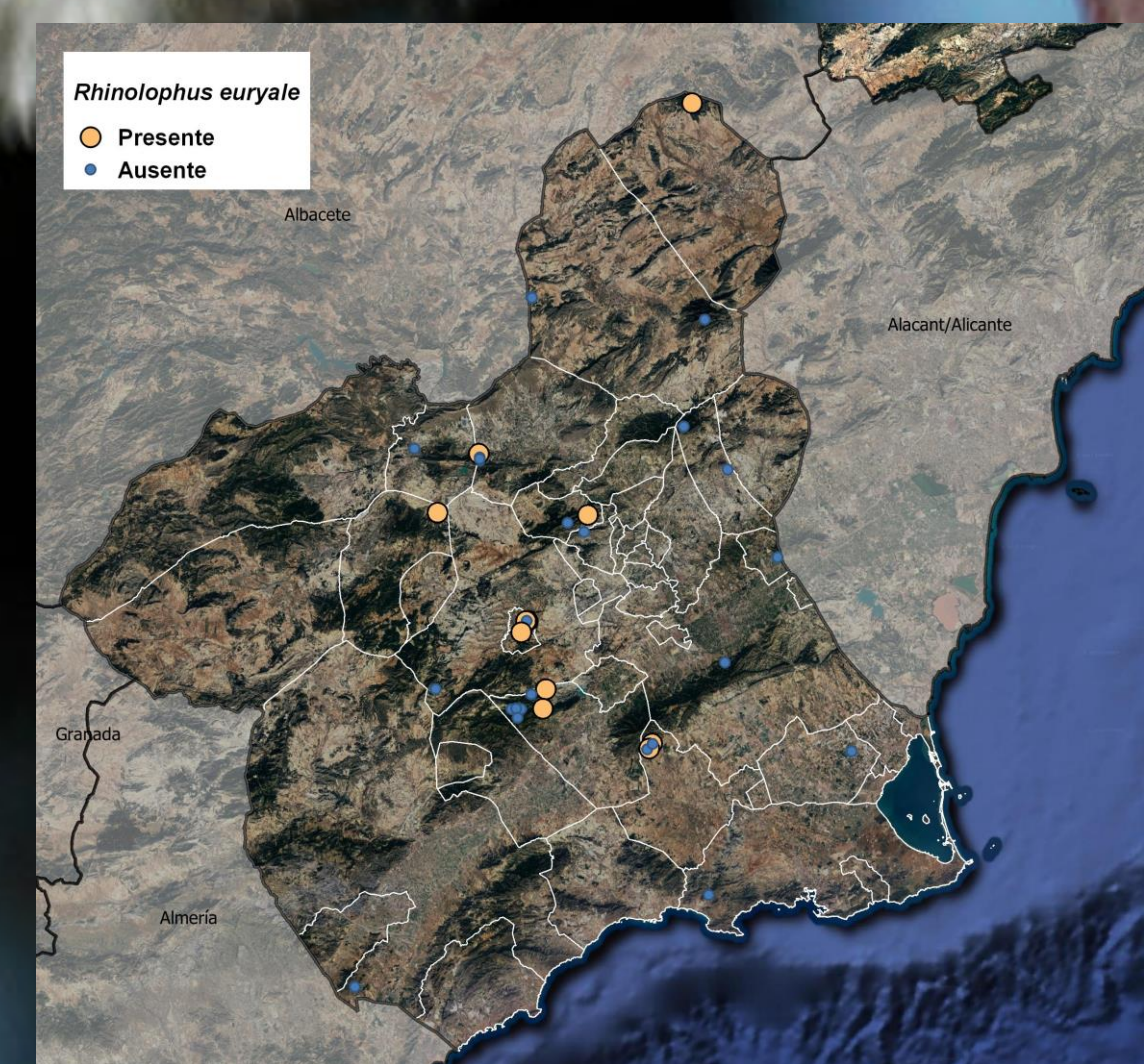 Rhinolophus euryale
Presente
Ausente
Albacete
Alacant/Alicante
Granada
Almería